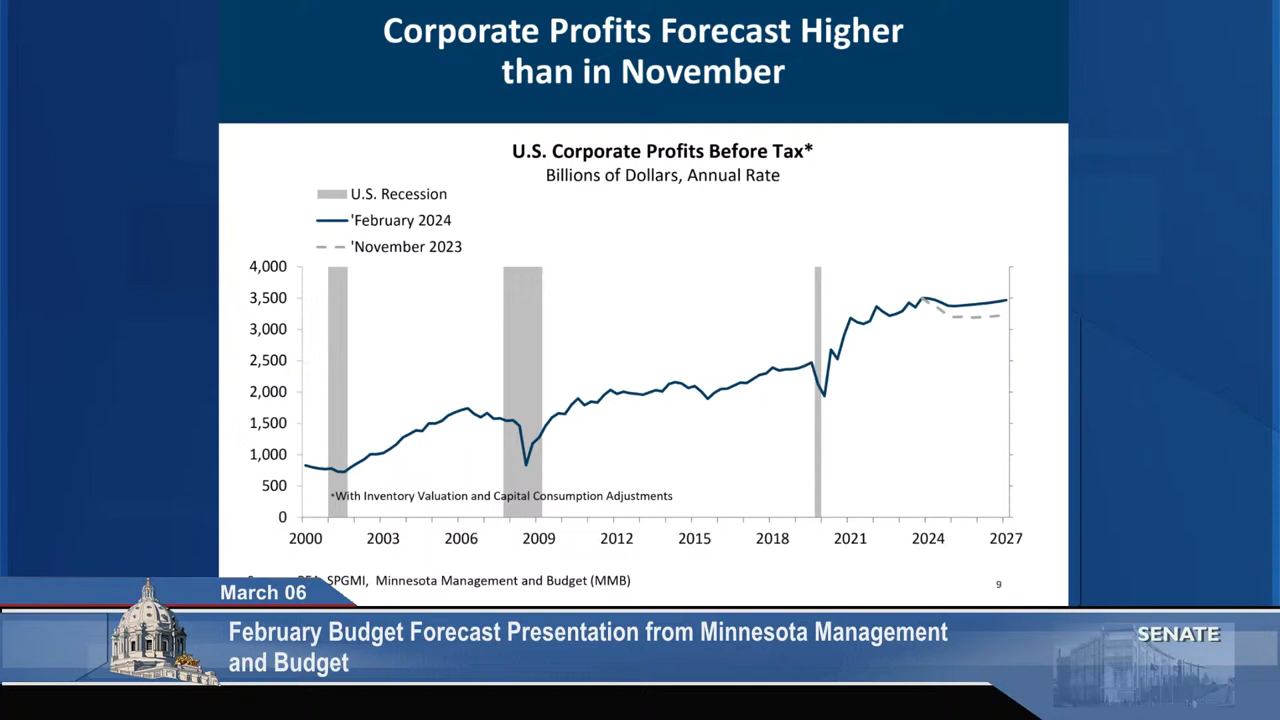 Corporate Profits Forecast Higher
than in November
U.S. Corporate Profits Before Tax*
Billions of Dollars, Annual Rate
U.S. Recession
'February 2024
'November 2023
4,000
3,500
3,000
2,500
2,000
1,500
1,000
500
0
*With Inventory Valuation and Capital Consumption Adjustments
2000 2003 2006 2009 2012 2015 2018 2021 2024 2027
SPGMI, Minnesota Management and Budget (MMB)
9
March 06
February Budget Forecast Presentation from Minnesota Management
and Budget
SENATE